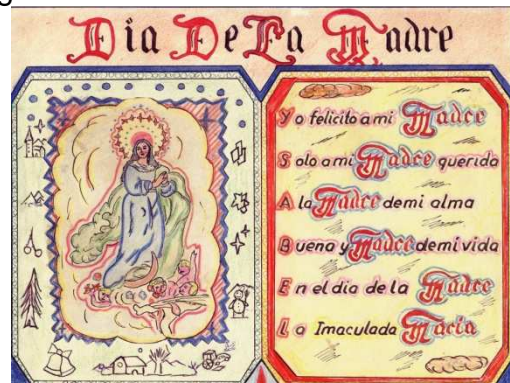 Dia De La Madre
Yo felicito a mi Madre
Solo a mi Madre querida
A la Madre de mi alma
Buena y Madre de mi vida
En el dia de la Madre
La Imaculada Maria